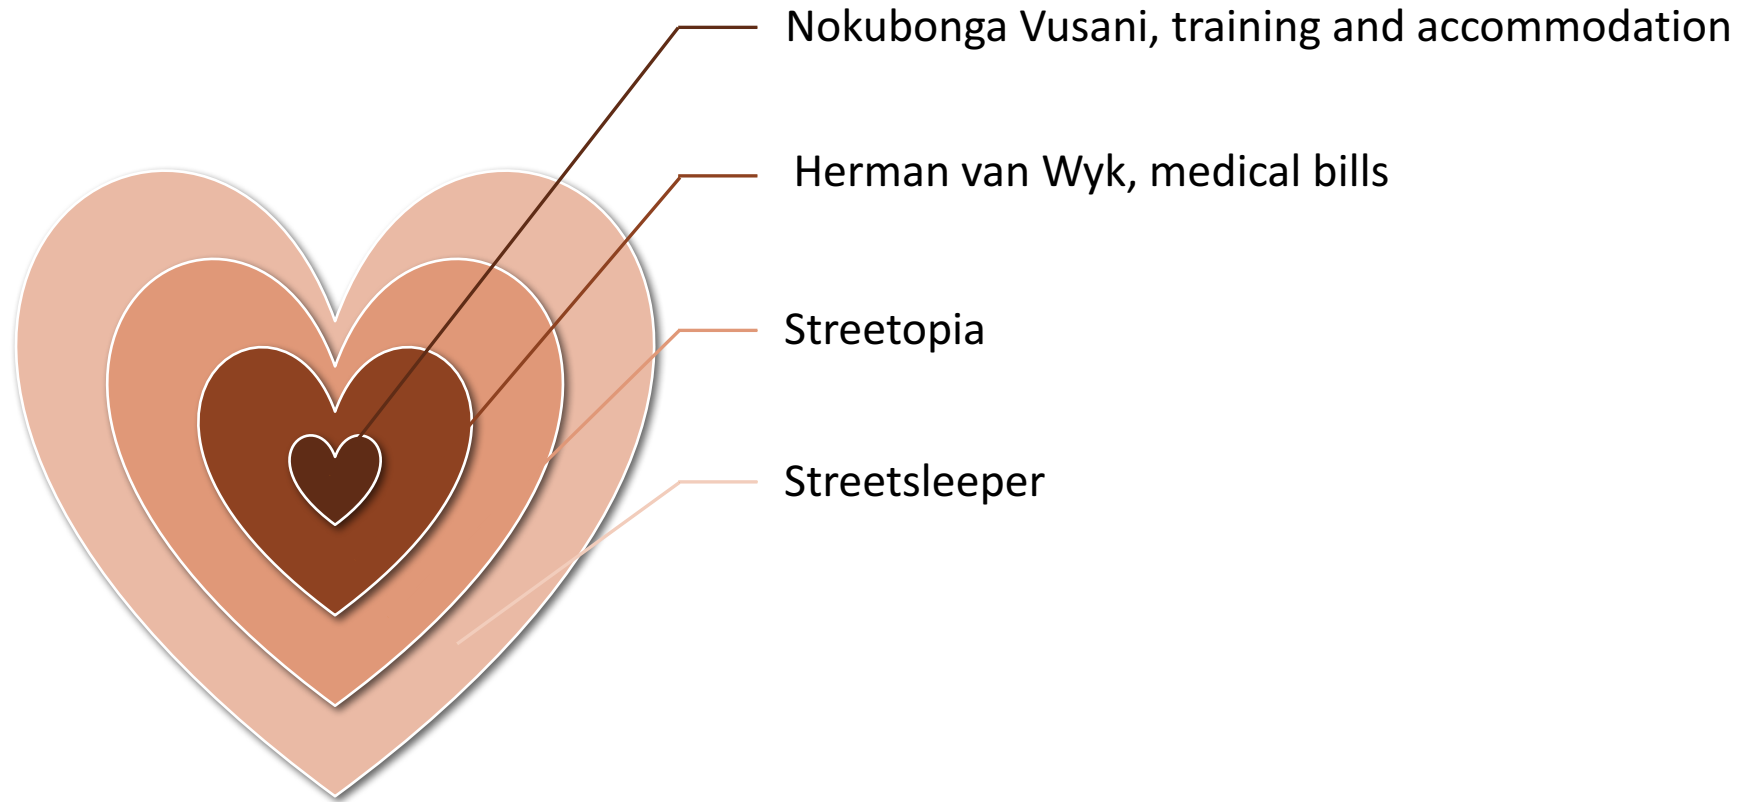 Nokubonga Vusani, training and accommodation
Herman van Wyk, medical bills
Streetopia
Streetsleeper